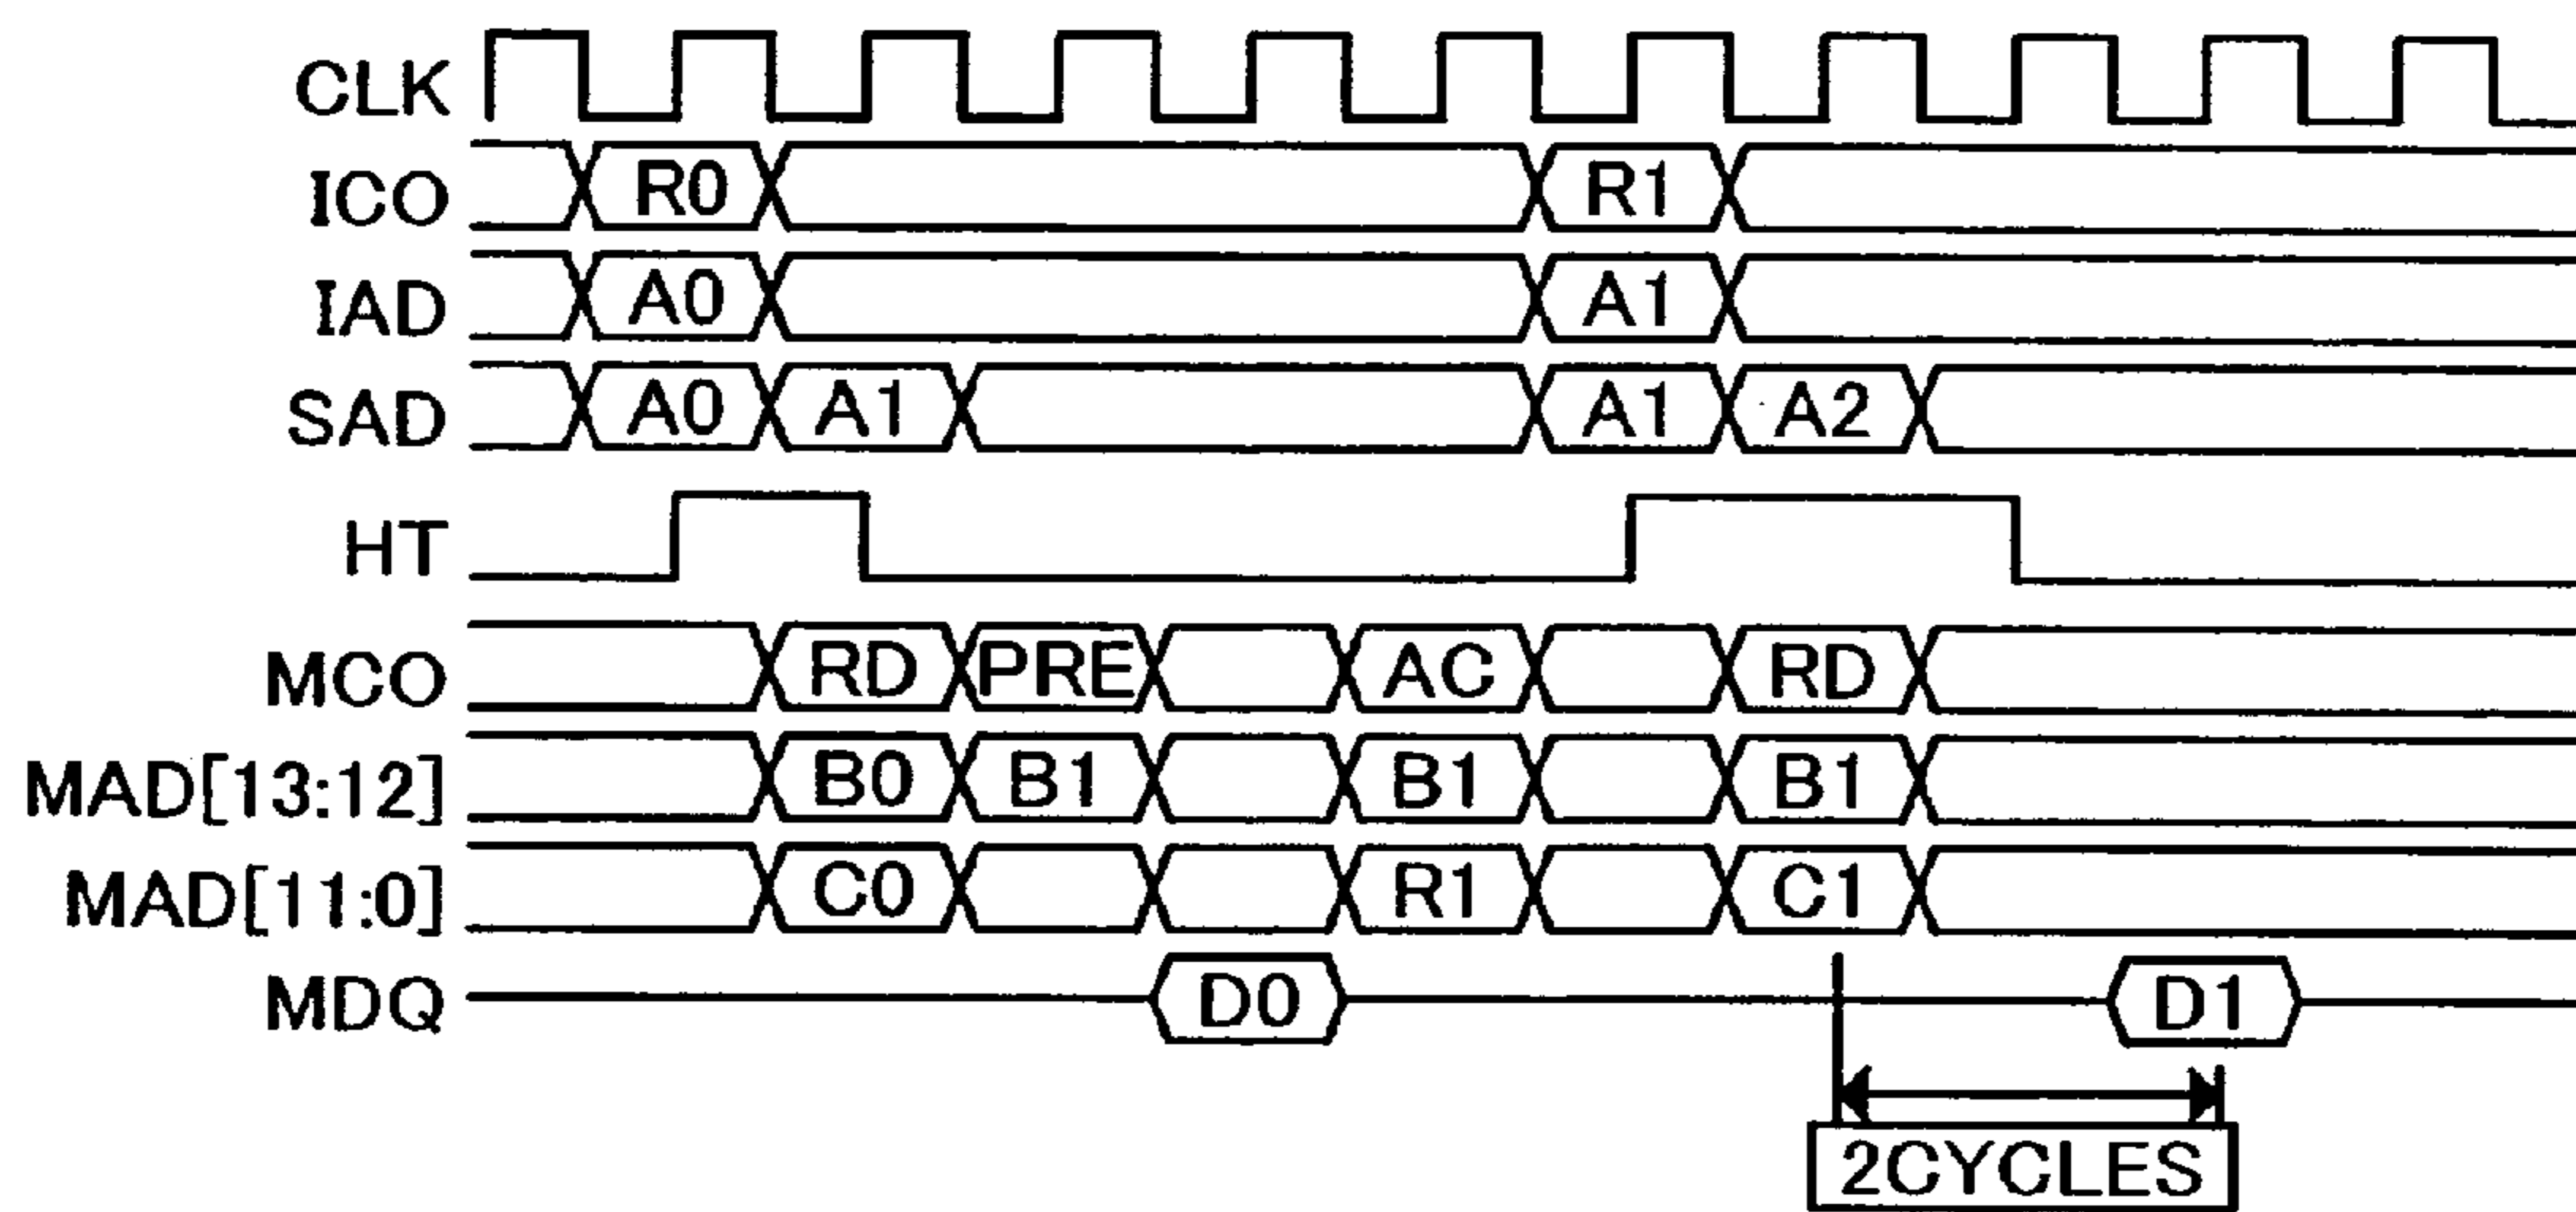 CLK
ICO R0 R1
IAD A0 A1
SAD A0 A1 A1 A2
HT
MCO RD PRE AC RD
MAD[13:12] B0 B1 B1 B1
MAD[11:0] C0 R1 C1
MDQ D0 D1
2CYCLES